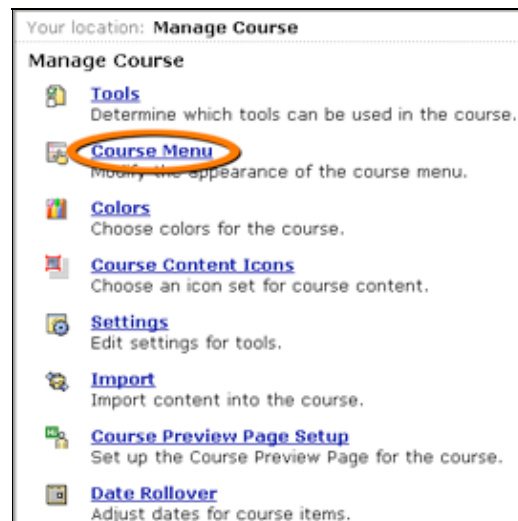 Your location: Manage Course
Manage Course
Tools
Determine which tools can be used in the course.
Course Menu
Modify the appearance of the course menu.
Colors
Choose colors for the course.
Course Content Icons
Choose an icon set for course content.
Settings
Edit settings for tools.
Import
Import content into the course.
Course Preview Page Setup
Set up the Course Preview Page for the course.
Date Rollover
Adjust dates for course items.